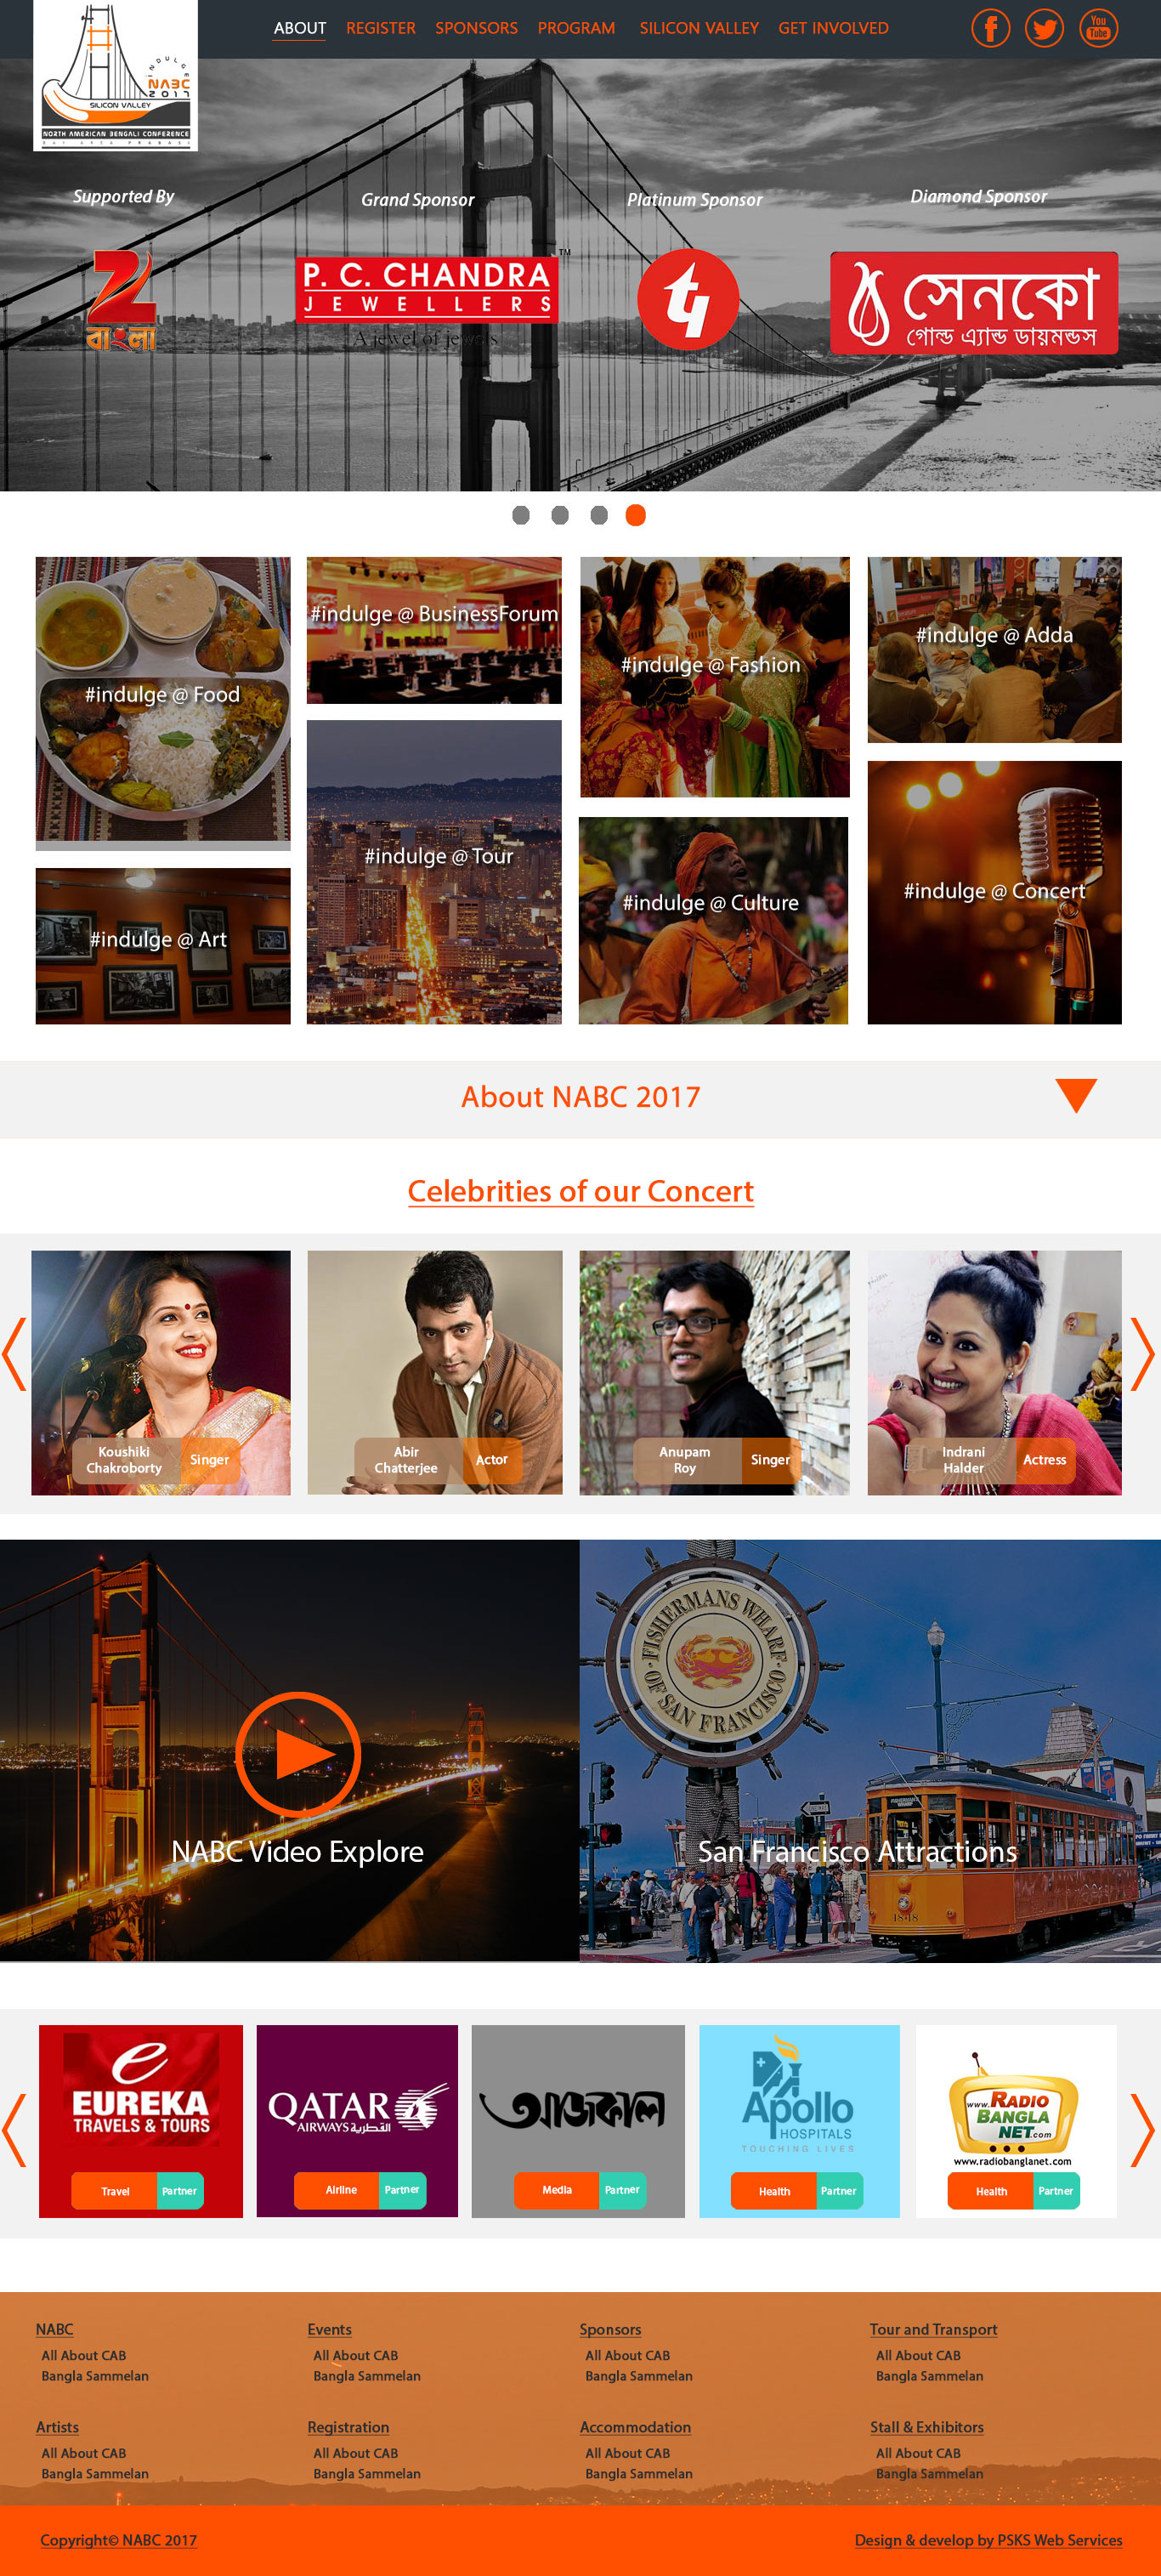 ABOUT REGISTER SPONSORS PROGRAM SILICON VALLEY GET INVOLVED
You
Tube
INDULGE
NABC
2017
SILICON VALLEY
NORTH AMERICAN BENGALI CONFERENCE
Supported By
Grand Sponsor
Platinum Sponsor
Diamond Sponsor
বাংলা
P. C. CHANDRA
TM
JEWELLERS
A jewel of jewels
সেনকো
গোল্ড এ্যান্ড ডায়মন্ডস
#indulge @ Food
#indulge @ BusinessForum
#indulge @ Fashion
#indulge @ Adda
#indulge @ Tour
#indulge @ Culture
#indulge @ Concert
#indulge @ Art
About NABC 2017
Celebrities of our Concert
Koushiki
Chakroborty
Singer
Abir
Chatterjee
Actor
Anupam
Roy
Singer
Indrani
Halder
Actress
FISHERMANS WHARF
OF SAN FRANCISCO
ONE WAY
1848
NABC Video Explore
San Francisco Attractions
EUREKA
TRAVELS & TOURS
Travel Partner
QATAR
AIRWAYS القطرية
Airline Partner
আজকাল
Media Partner
Apollo
HOSPITALS
TOUCHING LIVES
Health Partner
www.RADIO
BANGLA
NET.com
www.radiobanglanet.com
Health Partner
NABC
All About CAB
Bangla Sammelan
Events
All About CAB
Bangla Sammelan
Sponsors
All About CAB
Bangla Sammelan
Tour and Transport
All About CAB
Bangla Sammelan
Artists
All About CAB
Bangla Sammelan
Registration
All About CAB
Bangla Sammelan
Accommodation
All About CAB
Bangla Sammelan
Stall & Exhibitors
All About CAB
Bangla Sammelan
Copyright© NABC 2017
Design & develop by PSKS Web Services